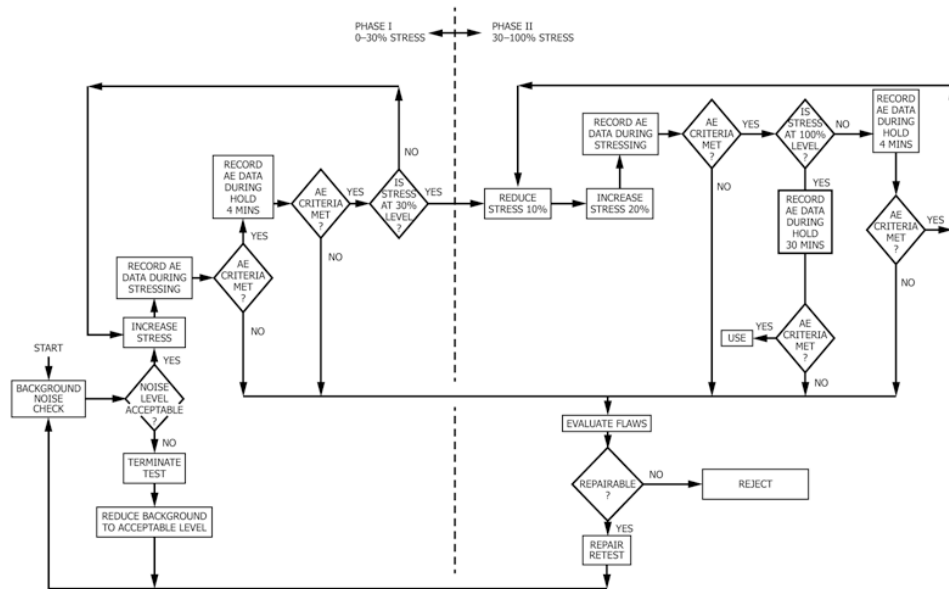 PHASE I
0–30% STRESS
PHASE II
30–100% STRESS
START
BACKGROUND
NOISE
CHECK
NOISE
LEVEL
ACCEPTABLE
?
YES
NO
TERMINATE
TEST
REDUCE BACKGROUND
TO ACCEPTABLE LEVEL
INCREASE
STRESS
RECORD AE
DATA DURING
STRESSING
AE
CRITERIA
MET
?
YES
NO
RECORD
AE DATA
DURING
HOLD
4 MINS
AE
CRITERIA
MET
?
YES
NO
IS
STRESS
AT 30%
LEVEL
?
NO
YES
REDUCE
STRESS 10%
INCREASE
STRESS 20%
RECORD AE
DATA DURING
STRESSING
AE
CRITERIA
MET
?
YES
NO
IS
STRESS
AT 100%
LEVEL
?
NO
YES
RECORD
AE DATA
DURING
HOLD
4 MINS
AE
CRITERIA
MET
?
YES
NO
RECORD
AE DATA
DURING
HOLD
30 MINS
AE
CRITERIA
MET
?
YES
USE
NO
EVALUATE FLAWS
REPAIRABLE
?
NO
REJECT
YES
REPAIR
RETEST